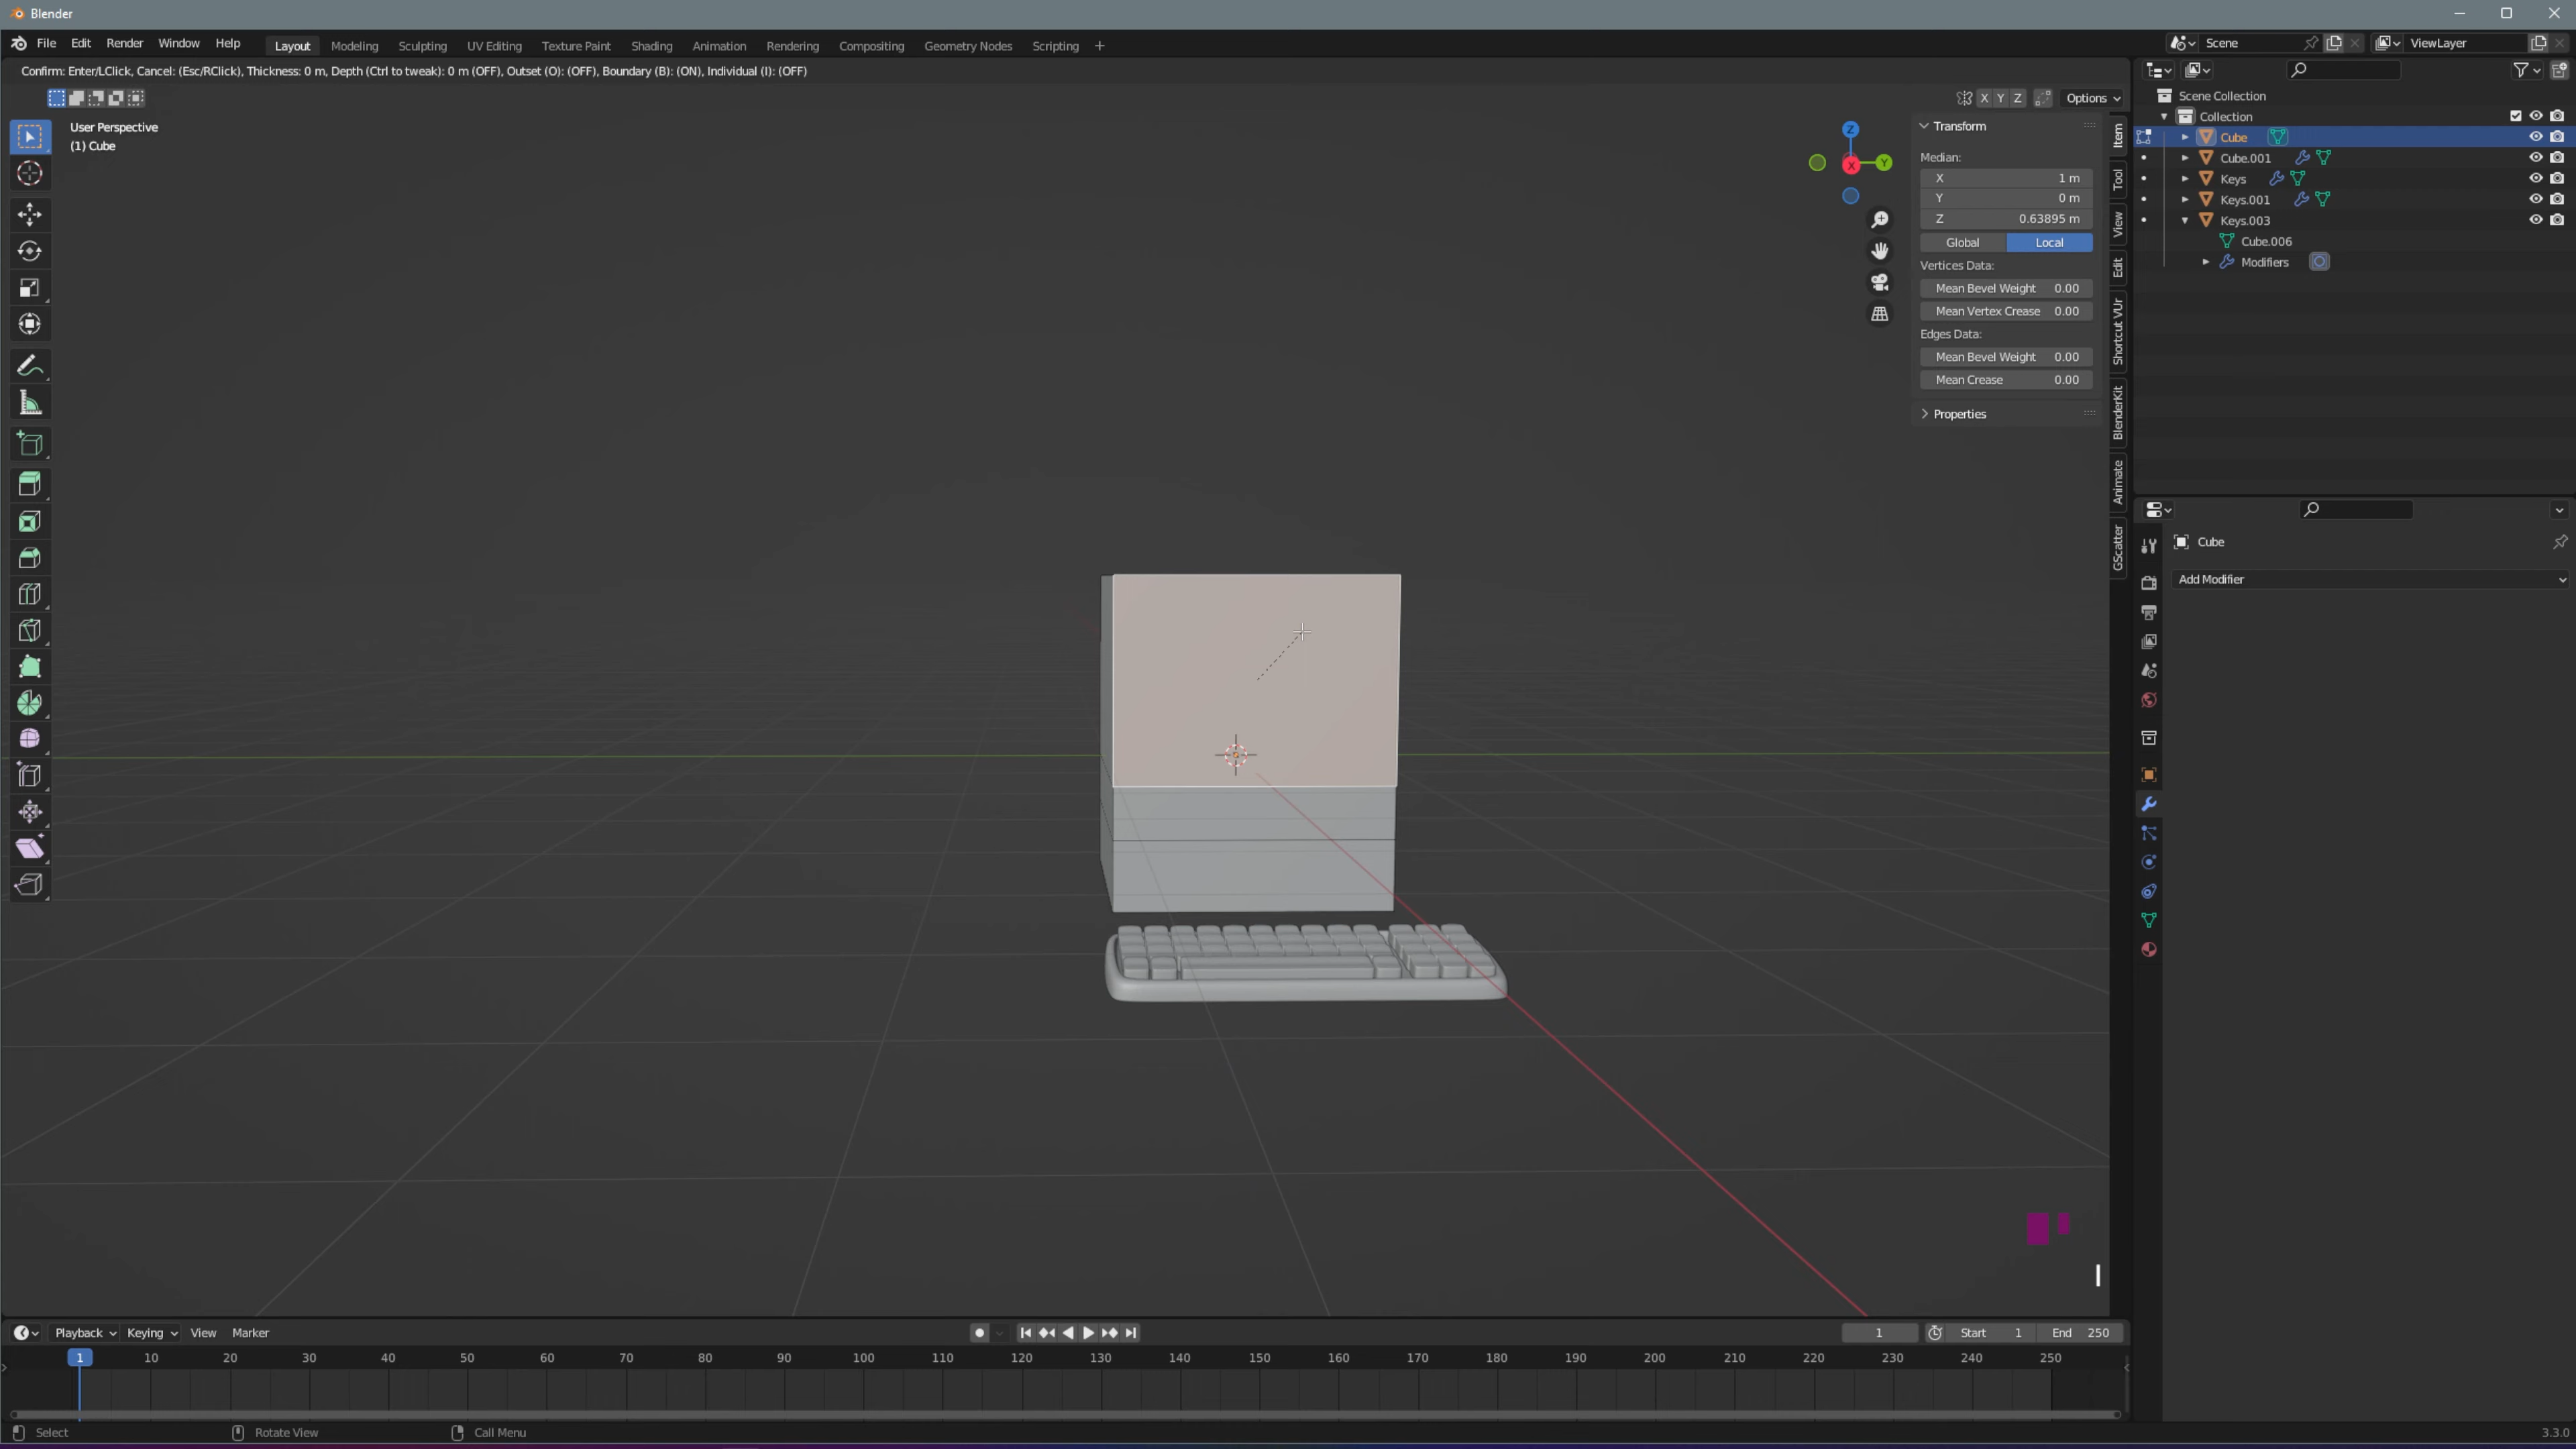 Blender
File Edit Render Window Help Layout Modeling Sculpting UV Editing Texture Paint Shading Animation Rendering Compositing Geometry Nodes Scripting + Scene ViewLayer
Confirm: Enter/LClick, Cancel: (Esc/RClick), Thickness: 0 m, Depth (Ctrl to tweak): 0 m (OFF), Outset (O): (OFF), Boundary (B): (ON), Individual (I): (OFF)
X Y Z Options
User Perspective
(1) Cube
Z
Y
X
Transform
Median:
X 1 m
Y 0 m
Z 0.63895 m
Global Local
Vertices Data:
Mean Bevel Weight 0.00
Mean Vertex Crease 0.00
Edges Data:
Mean Bevel Weight 0.00
Mean Crease 0.00
Properties
Item
Tool
View
Edit
Shortcut VUr
BlenderKit
Animate
GScatter
Scene Collection
Collection
Cube
Cube.001
Keys
Keys.001
Keys.003
Cube.006
Modifiers
Cube
Add Modifier
I
Playback Keying View Marker 1 Start 1 End 250
1 10 20 30 40 50 60 70 80 90 100 110 120 130 140 150 160 170 180 190 200 210 220 230 240 250
Select Rotate View Call Menu 3.3.0